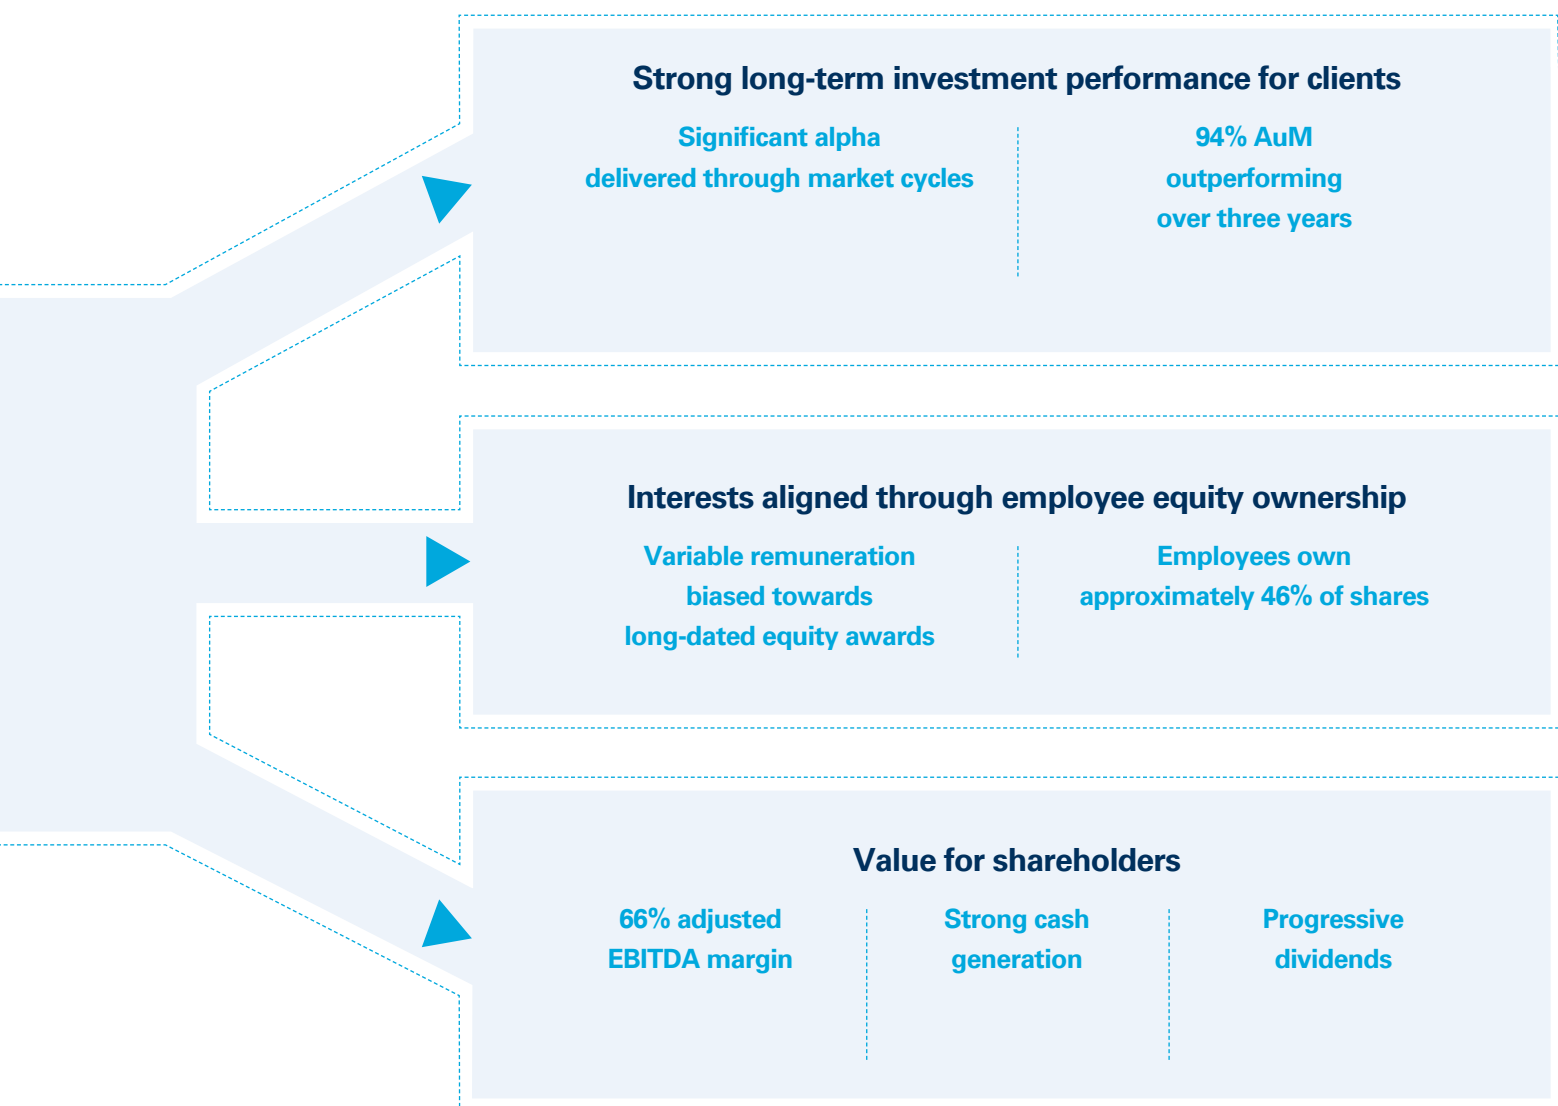 Strong long-term investment performance for clients
Significant alpha
delivered through market cycles
94% AuM
outperforming
over three years
Interests aligned through employee equity ownership
Variable remuneration
biased towards
long-dated equity awards
Employees own
approximately 46% of shares
Value for shareholders
66% adjusted
EBITDA margin
Strong cash
generation
Progressive
dividends